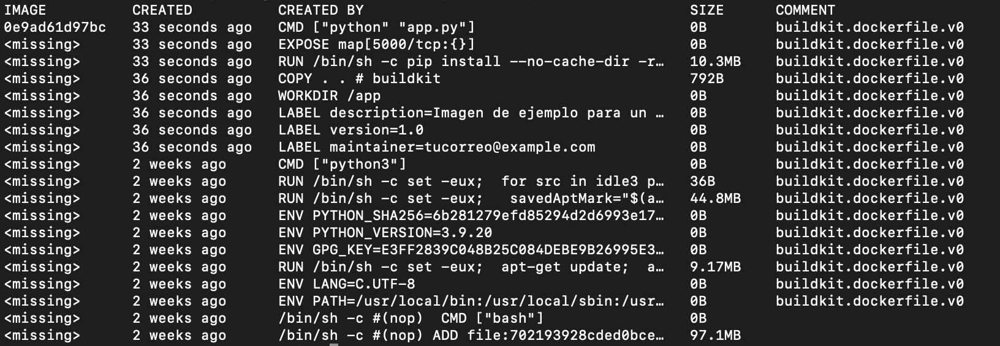 IMAGE CREATED CREATED BY SIZE COMMENT
0e9ad61d97bc 33 seconds ago CMD ["python" "app.py"] 0B buildkit.dockerfile.v0
<missing> 33 seconds ago EXPOSE map[5000/tcp:{}] 0B buildkit.dockerfile.v0
<missing> 33 seconds ago RUN /bin/sh -c pip install --no-cache-dir -r… 10.3MB buildkit.dockerfile.v0
<missing> 36 seconds ago COPY . . # buildkit 792B buildkit.dockerfile.v0
<missing> 36 seconds ago WORKDIR /app 0B buildkit.dockerfile.v0
<missing> 36 seconds ago LABEL description=Imagen de ejemplo para un … 0B buildkit.dockerfile.v0
<missing> 36 seconds ago LABEL version=1.0 0B buildkit.dockerfile.v0
<missing> 36 seconds ago LABEL maintainer=tucorreo@example.com 0B buildkit.dockerfile.v0
<missing> 2 weeks ago CMD ["python3"] 0B buildkit.dockerfile.v0
<missing> 2 weeks ago RUN /bin/sh -c set -eux; for src in idle3 p… 36B buildkit.dockerfile.v0
<missing> 2 weeks ago RUN /bin/sh -c set -eux; savedAptMark="$(a… 44.8MB buildkit.dockerfile.v0
<missing> 2 weeks ago ENV PYTHON_SHA256=6b281279efd85294d2d6993e17… 0B buildkit.dockerfile.v0
<missing> 2 weeks ago ENV PYTHON_VERSION=3.9.20 0B buildkit.dockerfile.v0
<missing> 2 weeks ago ENV GPG_KEY=E3FF2839C048B25C084DEBE9B26995E3… 0B buildkit.dockerfile.v0
<missing> 2 weeks ago RUN /bin/sh -c set -eux; apt-get update; a… 9.17MB buildkit.dockerfile.v0
<missing> 2 weeks ago ENV LANG=C.UTF-8 0B buildkit.dockerfile.v0
<missing> 2 weeks ago ENV PATH=/usr/local/bin:/usr/local/sbin:/usr… 0B buildkit.dockerfile.v0
<missing> 2 weeks ago /bin/sh -c #(nop) CMD ["bash"] 0B
<missing> 2 weeks ago /bin/sh -c #(nop) ADD file:702193928cded0bce… 97.1MB